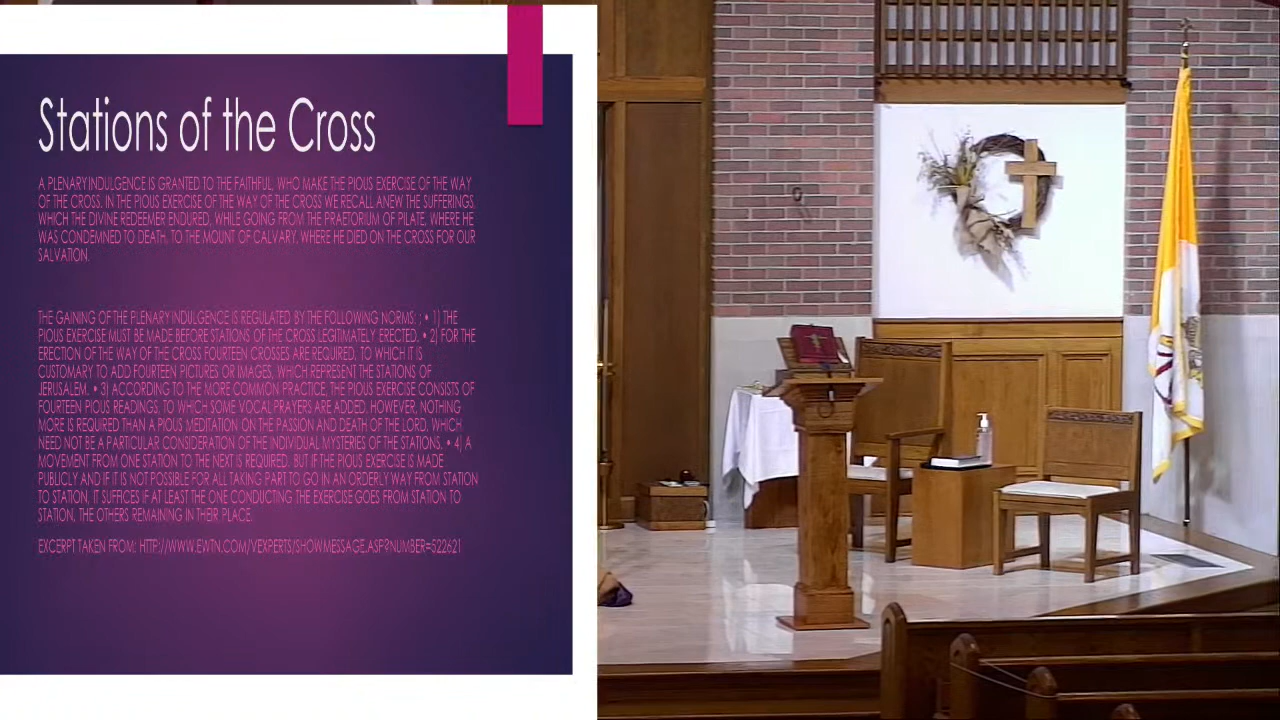 Stations of the Cross
A PLENARY INDULGENCE IS GRANTED TO THE FAITHFUL, WHO MAKE THE PIOUS EXERCISE OF THE WAY
OF THE CROSS. IN THE PIOUS EXERCISE OF THE WAY OF THE CROSS WE RECALL ANEW THE SUFFERINGS,
WHICH THE DIVINE REDEEMER ENDURED, WHILE GOING FROM THE PRAETORIUM OF PILATE, WHERE HE
WAS CONDEMNED TO DEATH, TO THE MOUNT OF CALVARY, WHERE HE DIED ON THE CROSS FOR OUR
SALVATION.
THE GAINING OF THE PLENARY INDULGENCE IS REGULATED BY THE FOLLOWING NORMS: ; • 1) THE
PIOUS EXERCISE MUST BE MADE BEFORE STATIONS OF THE CROSS LEGITIMATELY ERECTED. • 2) FOR THE
ERECTION OF THE WAY OF THE CROSS FOURTEEN CROSSES ARE REQUIRED, TO WHICH IT IS
CUSTOMARY TO ADD FOURTEEN PICTURES OR IMAGES, WHICH REPRESENT THE STATIONS OF
JERUSALEM. • 3) ACCORDING TO THE MORE COMMON PRACTICE, THE PIOUS EXERCISE CONSISTS OF
FOURTEEN PIOUS READINGS, TO WHICH SOME VOCAL PRAYERS ARE ADDED. HOWEVER, NOTHING
MORE IS REQUIRED THAN A PIOUS MEDITATION ON THE PASSION AND DEATH OF THE LORD, WHICH
NEED NOT BE A PARTICULAR CONSIDERATION OF THE INDIVIDUAL MYSTERIES OF THE STATIONS. • 4) A
MOVEMENT FROM ONE STATION TO THE NEXT IS REQUIRED. BUT IF THE PIOUS EXERCISE IS MADE
PUBLICLY AND IF IT IS NOT POSSIBLE FOR ALL TAKING PART TO GO IN AN ORDERLY WAY FROM STATION
TO STATION, IT SUFFICES IF AT LEAST THE ONE CONDUCTING THE EXERCISE GOES FROM STATION TO
STATION, THE OTHERS REMAINING IN THEIR PLACE.
EXCERPT TAKEN FROM: HTTP://WWW.EWTN.COM/VEXPERTS/SHOWMESSAGE.ASP?NUMBER=522621